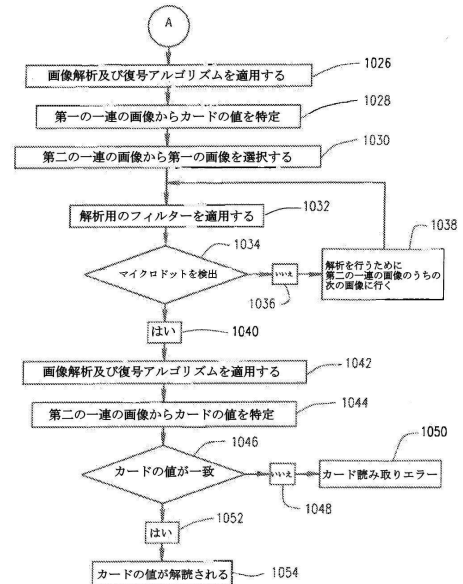 A
画像解析及び復号アルゴリズムを適用する
1026
第一の一連の画像からカードの値を特定
1028
第二の一連の画像から第一の画像を選択する
1030
解析用のフィルターを適用する
1032
マイクロドットを検出
1034
いいえ
1036
解析を行うために
第二の一連の画像のうちの
次の画像に行く
1038
はい
1040
画像解析及び復号アルゴリズムを適用する
1042
第二の一連の画像からカードの値を特定
1044
カードの値が一致
1046
いいえ
1048
カード読み取りエラー
1050
はい
1052
カードの値が解読される
1054